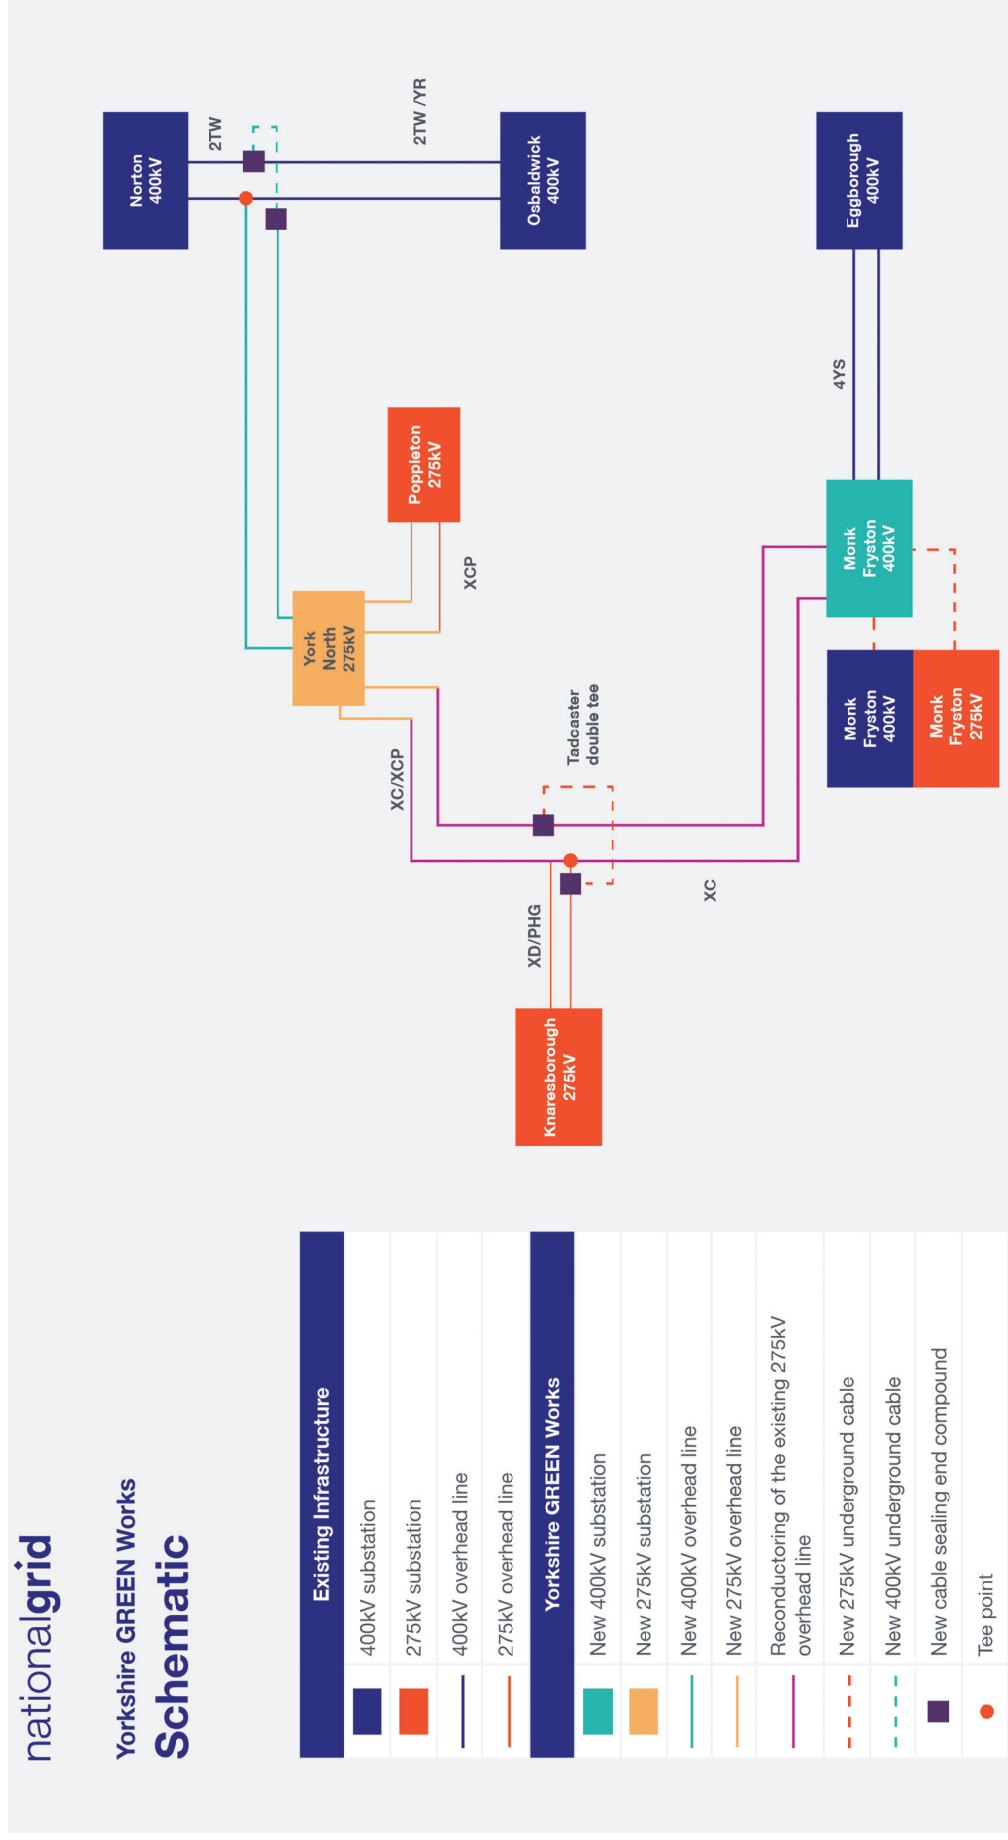 nationalgrid
Yorkshire GREEN Works
Schematic
Existing Infrastructure
400kV substation
275kV substation
400kV overhead line
275kV overhead line
Yorkshire GREEN Works
New 400kV substation
New 275kV substation
New 400kV overhead line
New 275kV overhead line
Reconductoring of the existing 275kV
overhead line
New 275kV underground cable
New 400kV underground cable
New cable sealing end compound
Tee point
Norton
400kV
2TW
2TW /YR
Osbaldwick
400kV
York
North
275kV
Poppleton
275kV
XCP
XC/XCP
Tadcaster
double tee
XD/PHG
Knaresborough
275kV
XC
Monk
Fryston
400kV
Monk
Fryston
275kV
Monk
Fryston
400kV
4YS
Eggborough
400kV